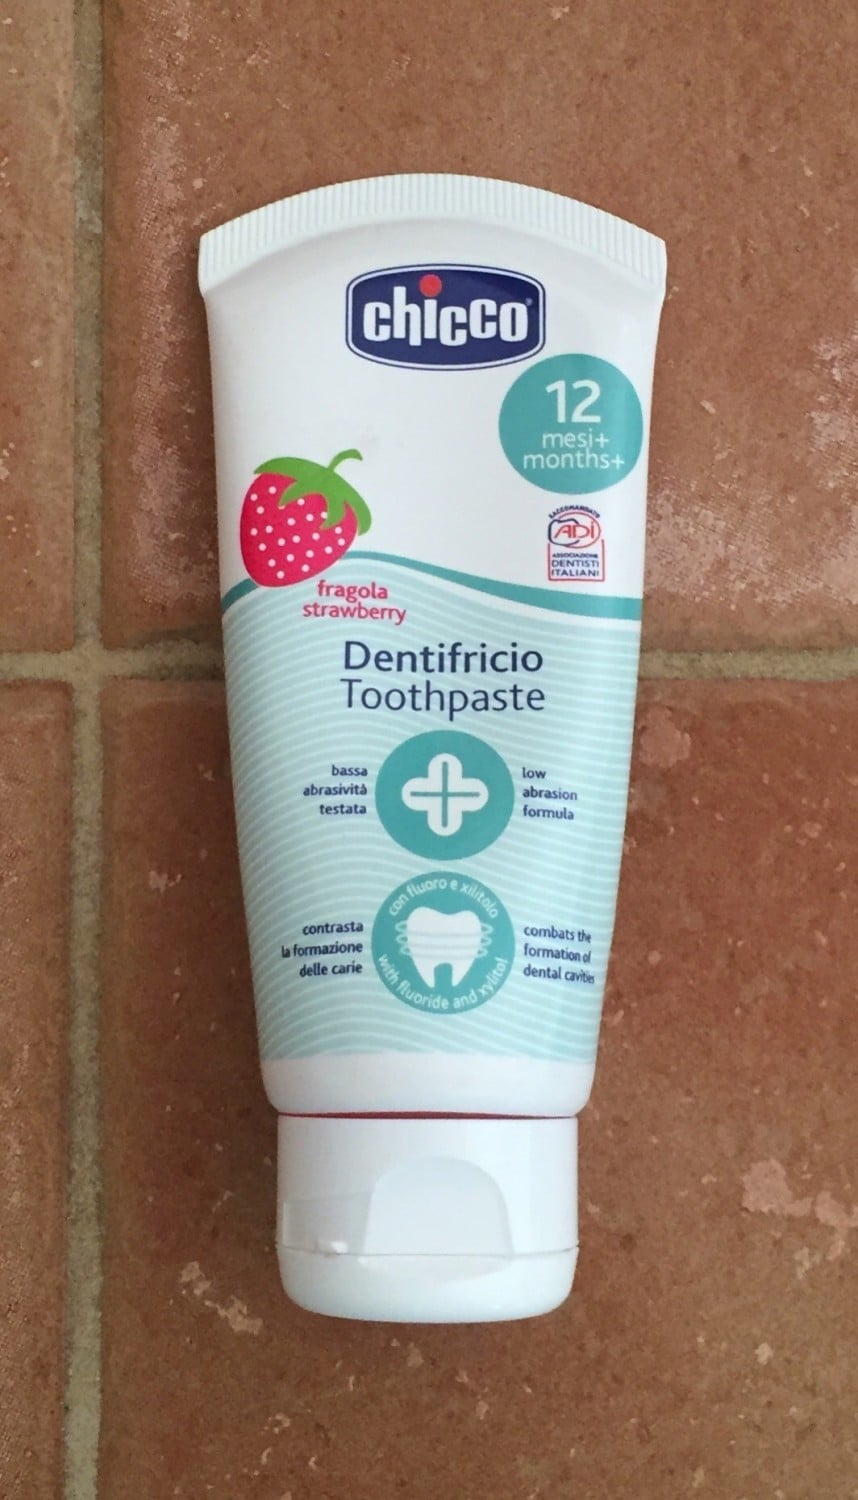 chicco
12
mesi+
months+
RACCOMANDATO
ADI
ASSOCIAZIONE
DENTISTI
ITALIANI
fragola
strawberry
Dentifricio
Toothpaste
bassa
abrasività
testata
low
abrasion
formula
con fluoro e xilitolo
contrasta
la formazione
delle carie
combats the
formation of
dental cavities
with fluoride and xylitol